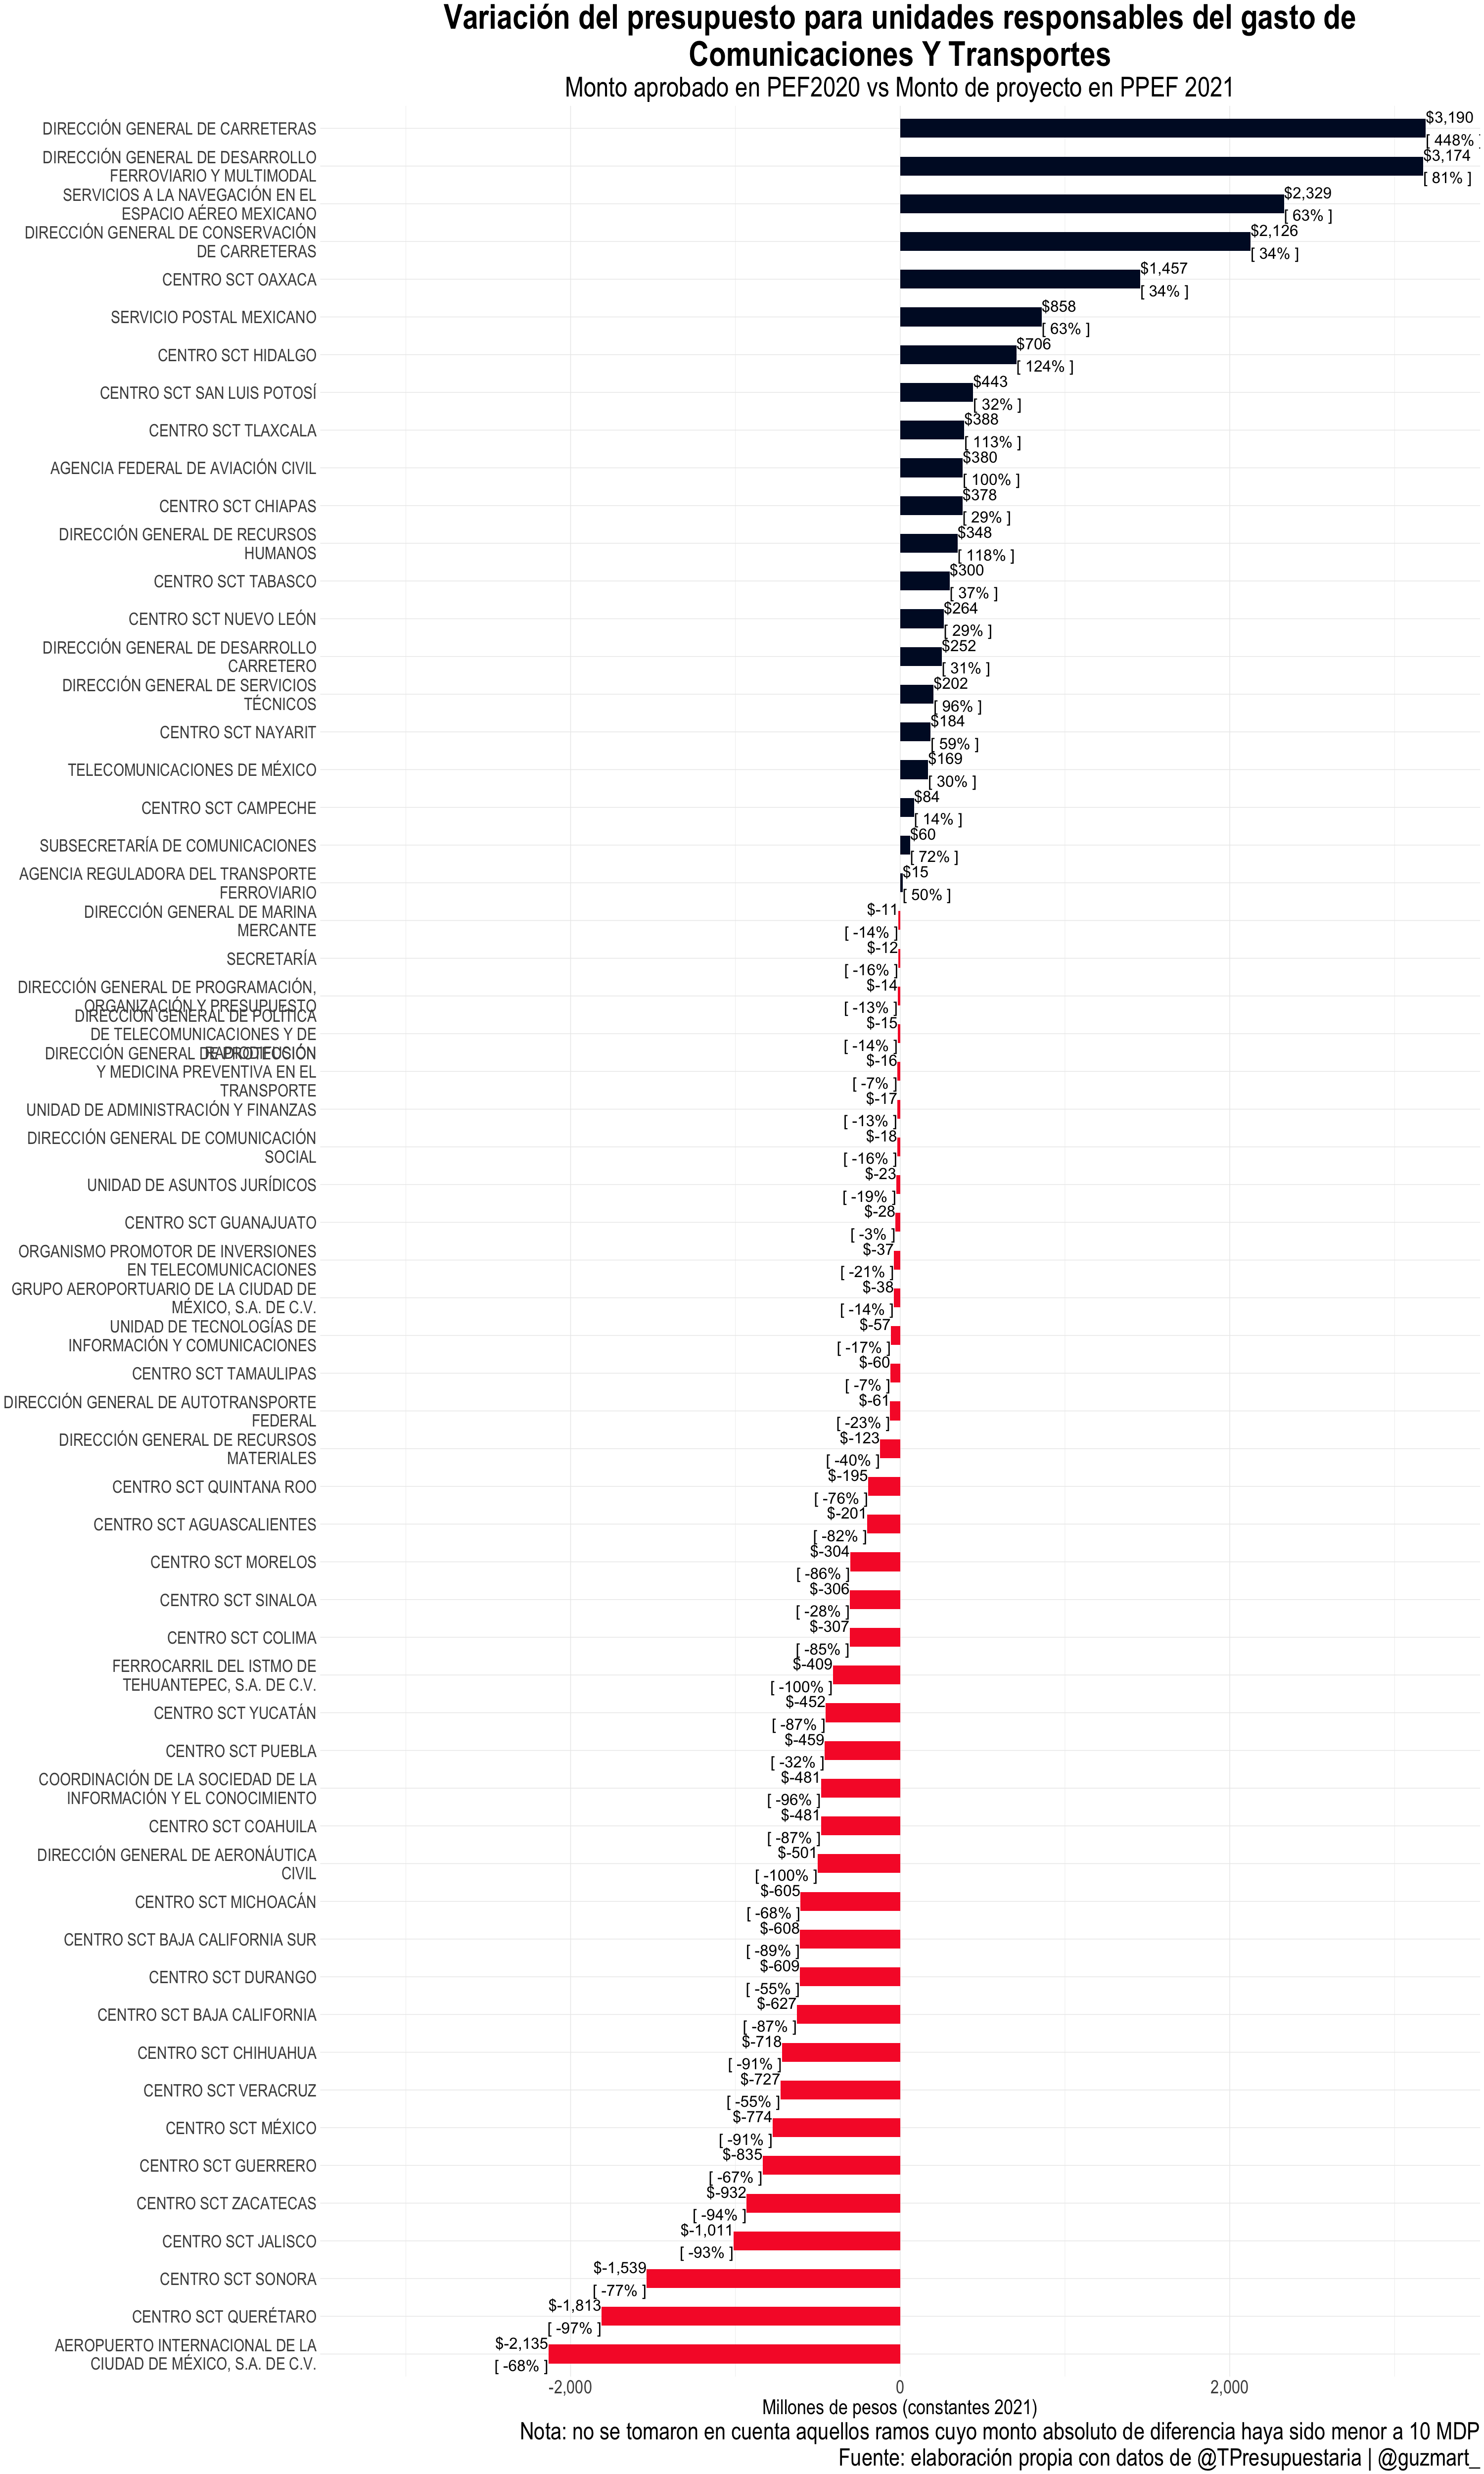 Variación del presupuesto para unidades responsables del gasto de
Comunicaciones Y Transportes
Monto aprobado en PEF2020 vs Monto de proyecto en PPEF 2021
DIRECCIÓN GENERAL DE CARRETERAS
$3,190
[ 448% ]
DIRECCIÓN GENERAL DE DESARROLLO
FERROVIARIO Y MULTIMODAL
$3,174
[ 81% ]
SERVICIOS A LA NAVEGACIÓN EN EL
ESPACIO AÉREO MEXICANO
$2,329
[ 63% ]
DIRECCIÓN GENERAL DE CONSERVACIÓN
DE CARRETERAS
$2,126
[ 34% ]
CENTRO SCT OAXACA
$1,457
[ 34% ]
SERVICIO POSTAL MEXICANO
$858
[ 63% ]
CENTRO SCT HIDALGO
$706
[ 124% ]
CENTRO SCT SAN LUIS POTOSÍ
$443
[ 32% ]
CENTRO SCT TLAXCALA
$388
[ 113% ]
AGENCIA FEDERAL DE AVIACIÓN CIVIL
$380
[ 100% ]
CENTRO SCT CHIAPAS
$378
[ 29% ]
DIRECCIÓN GENERAL DE RECURSOS
HUMANOS
$348
[ 118% ]
CENTRO SCT TABASCO
$300
[ 37% ]
CENTRO SCT NUEVO LEÓN
$264
[ 29% ]
DIRECCIÓN GENERAL DE DESARROLLO
CARRETERO
$252
[ 31% ]
DIRECCIÓN GENERAL DE SERVICIOS
TÉCNICOS
$202
[ 96% ]
CENTRO SCT NAYARIT
$184
[ 59% ]
TELECOMUNICACIONES DE MÉXICO
$169
[ 30% ]
CENTRO SCT CAMPECHE
$84
[ 14% ]
SUBSECRETARÍA DE COMUNICACIONES
$60
[ 72% ]
AGENCIA REGULADORA DEL TRANSPORTE
FERROVIARIO
$15
[ 50% ]
DIRECCIÓN GENERAL DE MARINA
MERCANTE
$-11
[ -14% ]
SECRETARÍA
$-12
[ -16% ]
DIRECCIÓN GENERAL DE PROGRAMACIÓN,
ORGANIZACIÓN Y PRESUPUESTO
$-14
[ -13% ]
DIRECCIÓN GENERAL DE POLÍTICA
DE TELECOMUNICACIONES Y DE
RADIODIFUSIÓN
$-15
[ -14% ]
DIRECCIÓN GENERAL DE PROTECCIÓN
Y MEDICINA PREVENTIVA EN EL
TRANSPORTE
$-16
[ -7% ]
UNIDAD DE ADMINISTRACIÓN Y FINANZAS
$-17
[ -13% ]
DIRECCIÓN GENERAL DE COMUNICACIÓN
SOCIAL
$-18
[ -16% ]
UNIDAD DE ASUNTOS JURÍDICOS
$-23
[ -19% ]
CENTRO SCT GUANAJUATO
$-28
[ -3% ]
ORGANISMO PROMOTOR DE INVERSIONES
EN TELECOMUNICACIONES
$-37
[ -21% ]
GRUPO AEROPORTUARIO DE LA CIUDAD DE
MÉXICO, S.A. DE C.V.
$-38
[ -14% ]
UNIDAD DE TECNOLOGÍAS DE
INFORMACIÓN Y COMUNICACIONES
$-57
[ -17% ]
CENTRO SCT TAMAULIPAS
$-60
[ -7% ]
DIRECCIÓN GENERAL DE AUTOTRANSPORTE
FEDERAL
$-61
[ -23% ]
DIRECCIÓN GENERAL DE RECURSOS
MATERIALES
$-123
[ -40% ]
CENTRO SCT QUINTANA ROO
$-195
[ -76% ]
CENTRO SCT AGUASCALIENTES
$-201
[ -82% ]
CENTRO SCT MORELOS
$-304
[ -86% ]
CENTRO SCT SINALOA
$-306
[ -28% ]
CENTRO SCT COLIMA
$-307
[ -85% ]
FERROCARRIL DEL ISTMO DE
TEHUANTEPEC, S.A. DE C.V.
$-409
[ -100% ]
CENTRO SCT YUCATÁN
$-452
[ -87% ]
CENTRO SCT PUEBLA
$-459
[ -32% ]
COORDINACIÓN DE LA SOCIEDAD DE LA
INFORMACIÓN Y EL CONOCIMIENTO
$-481
[ -96% ]
CENTRO SCT COAHUILA
$-481
[ -87% ]
DIRECCIÓN GENERAL DE AERONÁUTICA
CIVIL
$-501
[ -100% ]
CENTRO SCT MICHOACÁN
$-605
[ -68% ]
CENTRO SCT BAJA CALIFORNIA SUR
$-608
[ -89% ]
CENTRO SCT DURANGO
$-609
[ -55% ]
CENTRO SCT BAJA CALIFORNIA
$-627
[ -87% ]
CENTRO SCT CHIHUAHUA
$-718
[ -91% ]
CENTRO SCT VERACRUZ
$-727
[ -55% ]
CENTRO SCT MÉXICO
$-774
[ -91% ]
CENTRO SCT GUERRERO
$-835
[ -67% ]
CENTRO SCT ZACATECAS
$-932
[ -94% ]
CENTRO SCT JALISCO
$-1,011
[ -93% ]
CENTRO SCT SONORA
$-1,539
[ -77% ]
CENTRO SCT QUERÉTARO
$-1,813
[ -97% ]
AEROPUERTO INTERNACIONAL DE LA
CIUDAD DE MÉXICO, S.A. DE C.V.
$-2,135
[ -68% ]
-2,000
0
2,000
Millones de pesos (constantes 2021)
Nota: no se tomaron en cuenta aquellos ramos cuyo monto absoluto de diferencia haya sido menor a 10 MDP
Fuente: elaboración propia con datos de @TPresupuestaria | @guzmart_